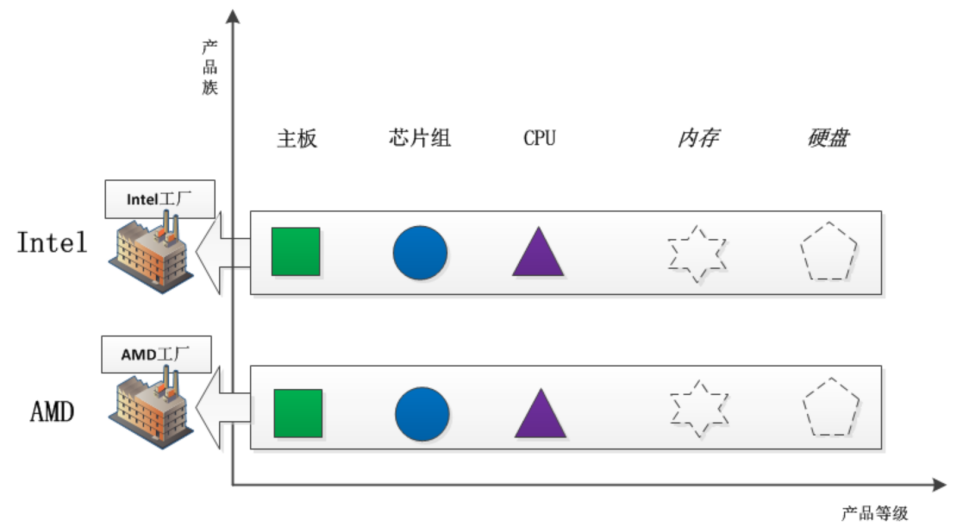 产品族
主板 芯片组 CPU 内存 硬盘
Intel工厂
Intel
AMD工厂
AMD
产品等级